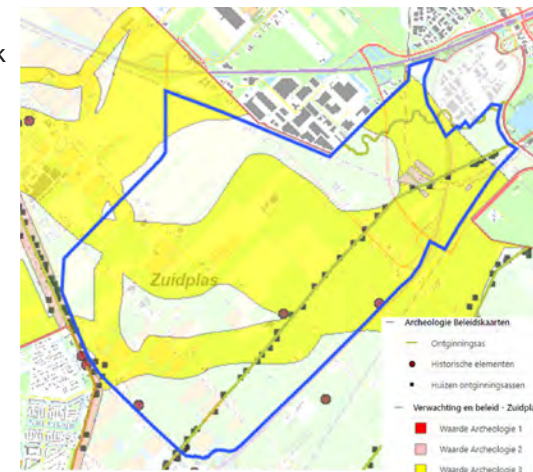 k
Zuidplas
Archeologie Beleidskaarten
Ontginningsas
Historische elementen
Huizen ontginningsassen
Verwachting en beleid - Zuidpl
Waarde Archeologie 1
Waarde Archeologie 2
Waarde Archeologie 3